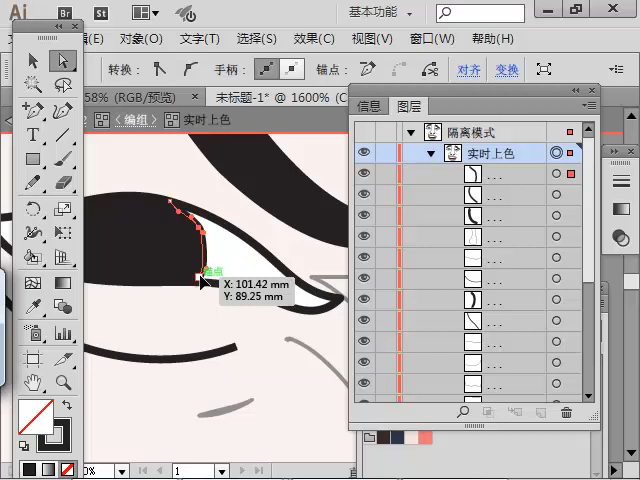 Ai Br St 基本功能
(E) 对象(O) 文字(T) 选择(S) 效果(C) 视图(V) 窗口(W) 帮助(H)
转换： 手柄： 锚点： 对齐 变换
58% (RGB/预览) × 未标题-1* @ 1600% (C
<编组> 实时上色
信息 图层
隔离模式
实时上色
...
...
...
...
...
...
...
...
...
...
...
锚点
X: 101.42 mm
Y: 89.25 mm
0% 1